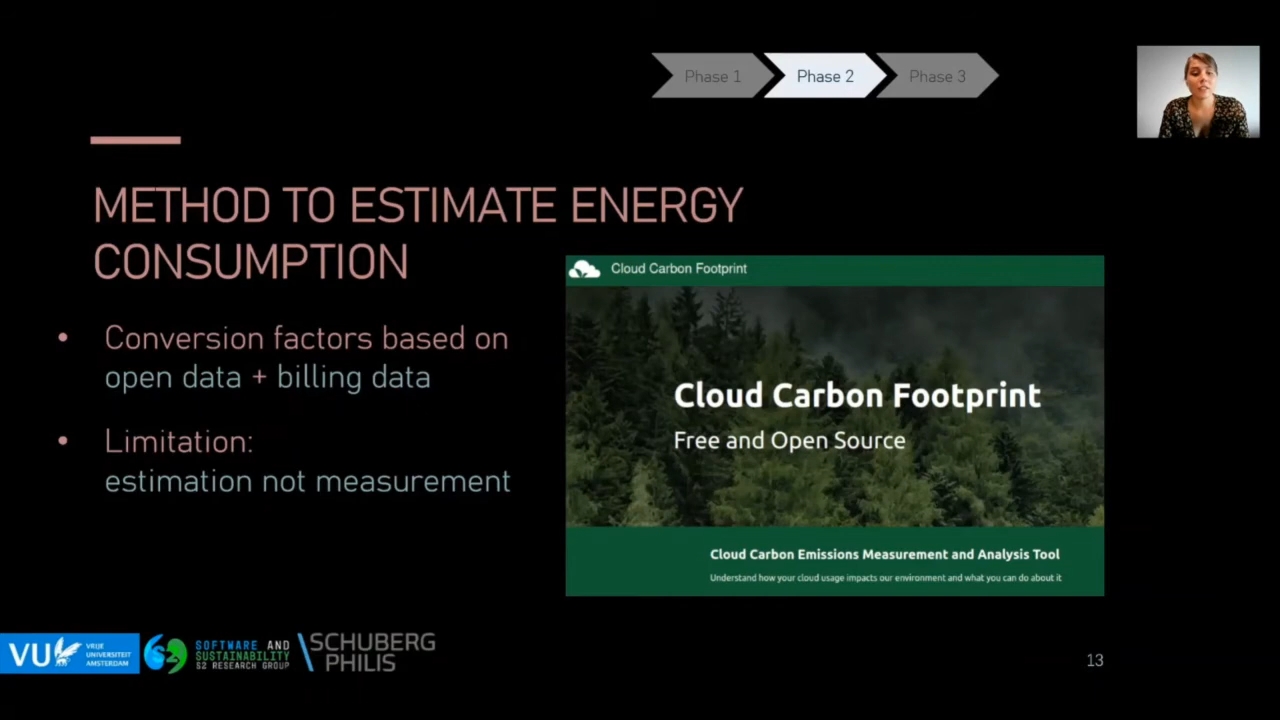 Phase 1
Phase 2
Phase 3
METHOD TO ESTIMATE ENERGY
CONSUMPTION
• Conversion factors based on
open data + billing data
• Limitation:
estimation not measurement
Cloud Carbon Footprint
Cloud Carbon Footprint
Free and Open Source
Cloud Carbon Emissions Measurement and Analysis Tool
Understand how your cloud usage impacts our environment and what you can do about it
VU
VRIJE
UNIVERSITEIT
AMSTERDAM
SOFTWARE AND
SUSTAINABILITY
S2 RESEARCH GROUP
SCHUBERG
PHILIS
13